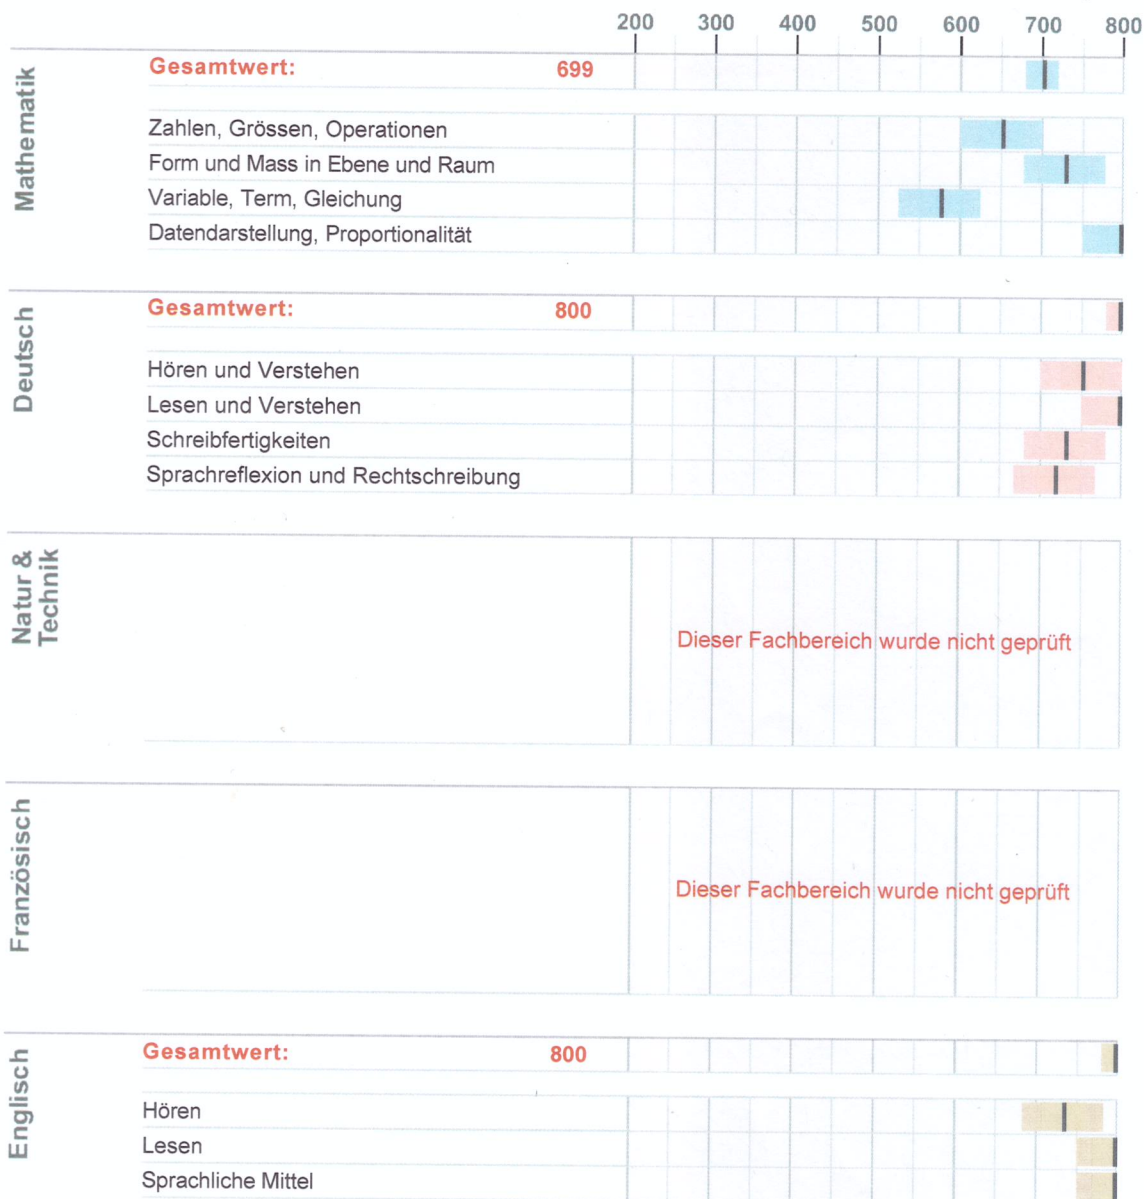 200 300 400 500 600 700 800
Mathematik
Gesamtwert: 699
Zahlen, Grössen, Operationen
Form und Mass in Ebene und Raum
Variable, Term, Gleichung
Datendarstellung, Proportionalität
Deutsch
Gesamtwert: 800
Hören und Verstehen
Lesen und Verstehen
Schreibfertigkeiten
Sprachreflexion und Rechtschreibung
Natur &
Technik
Dieser Fachbereich wurde nicht geprüft
Französisch
Dieser Fachbereich wurde nicht geprüft
Englisch
Gesamtwert: 800
Hören
Lesen
Sprachliche Mittel